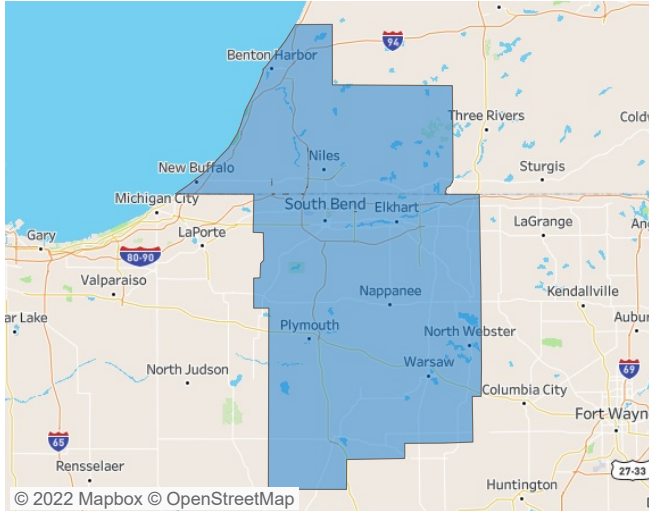 94
Benton Harbor
Three Rivers
Coldw
Niles
New Buffalo
Sturgis
Michigan City
South Bend
Elkhart
LaGrange
Ang
Gary
LaPorte
80-90
Valparaiso
Nappanee
Kendallville
ar Lake
Plymouth
North Webster
Aubur
Warsaw
North Judson
69
Columbia City
65
Fort Wayn
Rensselaer
27-33
Huntington
© 2022 Mapbox © OpenStreetMap